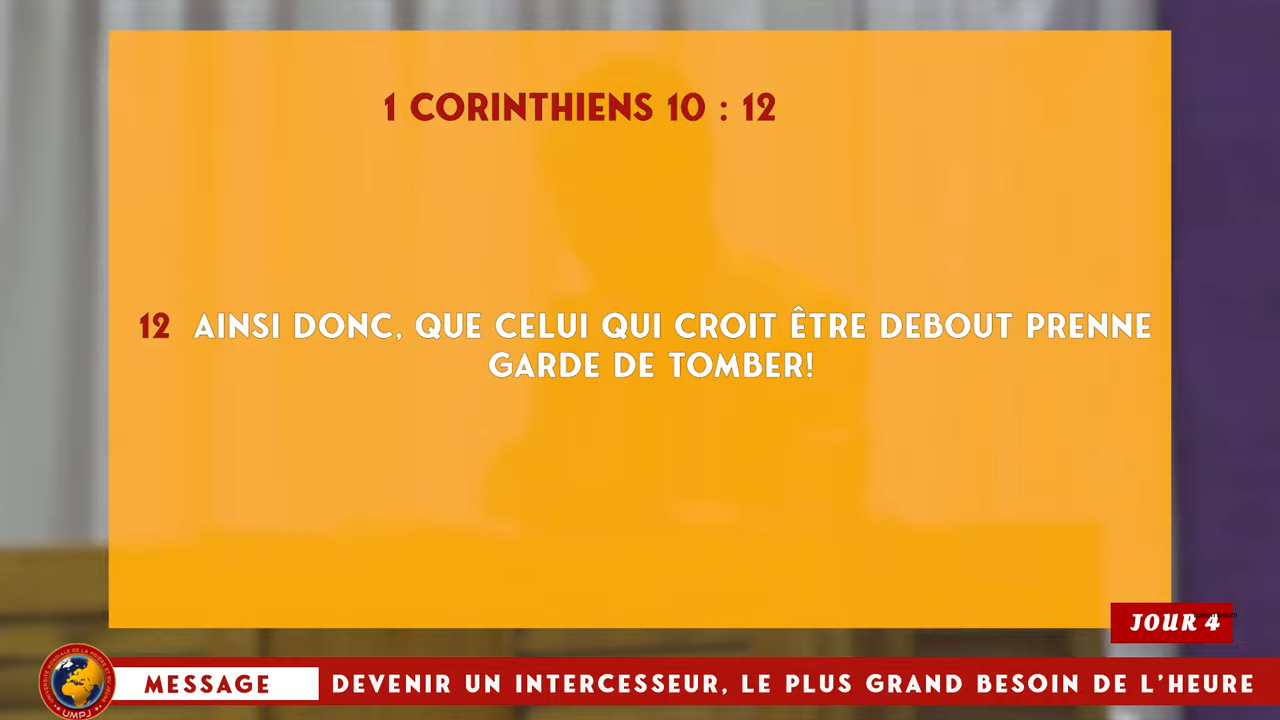 1 CORINTHIENS 10 : 12
12 AINSI DONC, QUE CELUI QUI CROIT ÊTRE DEBOUT PRENNE
GARDE DE TOMBER!
JOUR 4
MESSAGE
DEVENIR UN INTERCESSEUR, LE PLUS GRAND BESOIN DE L'HEURE
UMPJ